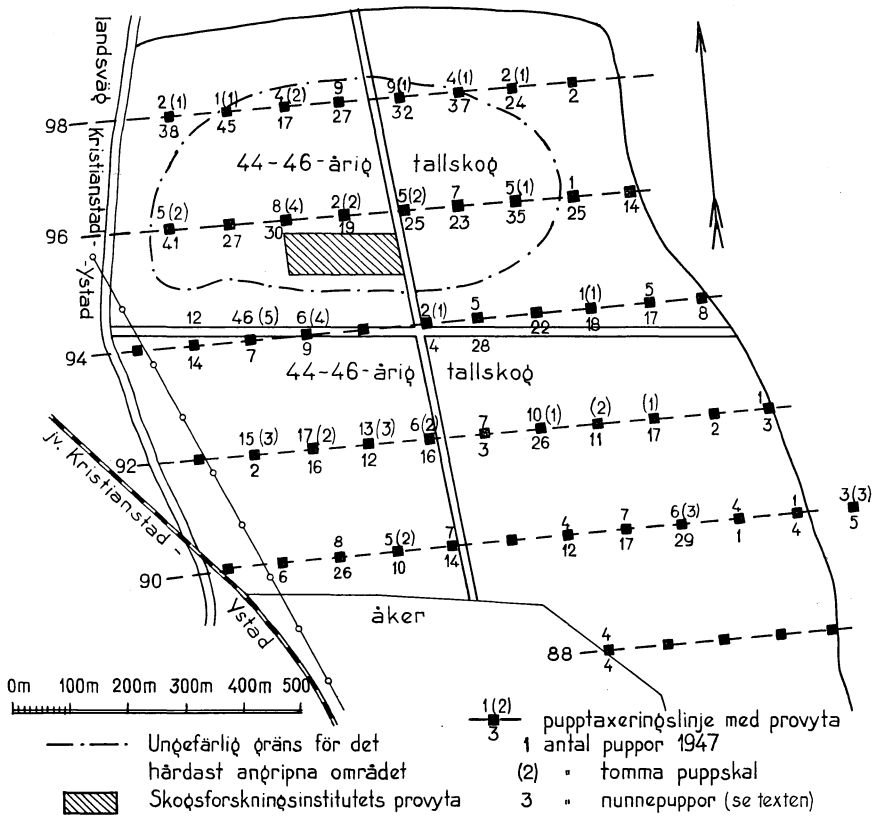 landsväg Kristianstad-
-Ystad
2(1) 1(1) 4(2) 9 9(1) 4(1) 2(1)
98 38 45 17 27 32 37 24 2
44-46-årig tallskog
5(2) 8(4) 2(2) 5(2) 7 5(1) 1
96 41 27 30 19 25 23 35 25 14
12 46(5) 6(4) 2(1) 5 1(1) 5
94 14 7 9 4 28 22 18 17 8
44-46-årig tallskog
15(3) 17(2) 13(3) 6(2) 7 10(1) (2) (1) 1
92 2 16 12 16 3 26 11 17 2 3
jv. Kristianstad-
Ystad
8 5(2) 7 4 7 6(3) 4 1 3(3)
90 6 26 10 14 12 17 29 1 4 5
åker
4
88 4
0m 100m 200m 300m 400m 500
Ungefärlig gräns för det
hårdast angripna området
Skogsforskningsinstitutets provyta
1(2)
3
pupptaxeringslinje med provyta
1 antal puppor 1947
(2) " tomma puppskal
3 " nunnepuppor (se texten)